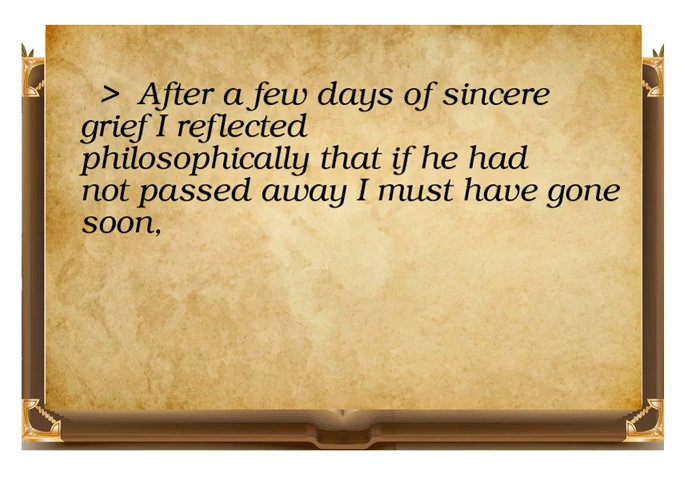 > After a few days of sincere
grief I reflected
philosophically that if he had
not passed away I must have gone
soon,